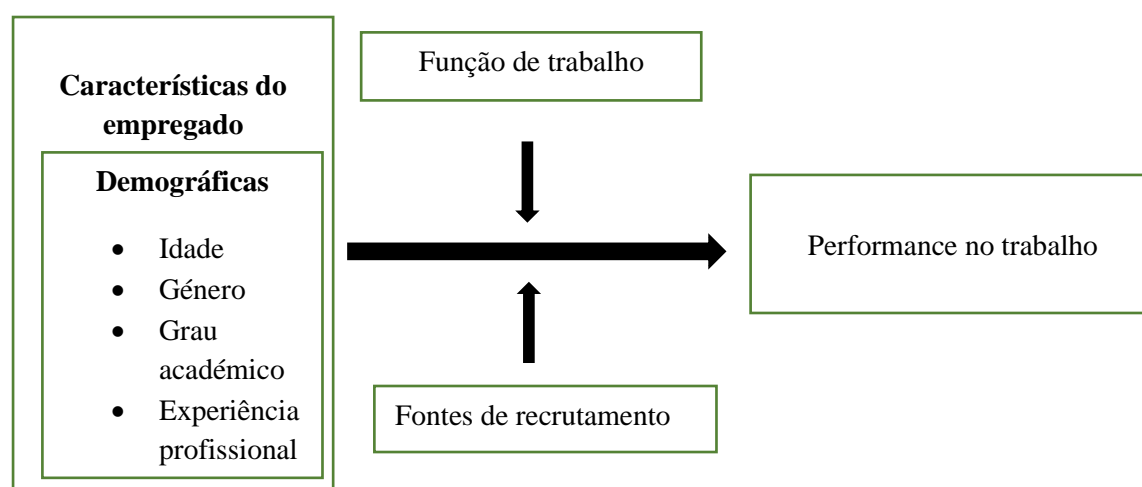 Características do
empregado
Demográficas
• Idade
• Género
• Grau
académico
• Experiência
profissional
Função de trabalho
Fontes de recrutamento
Performance no trabalho